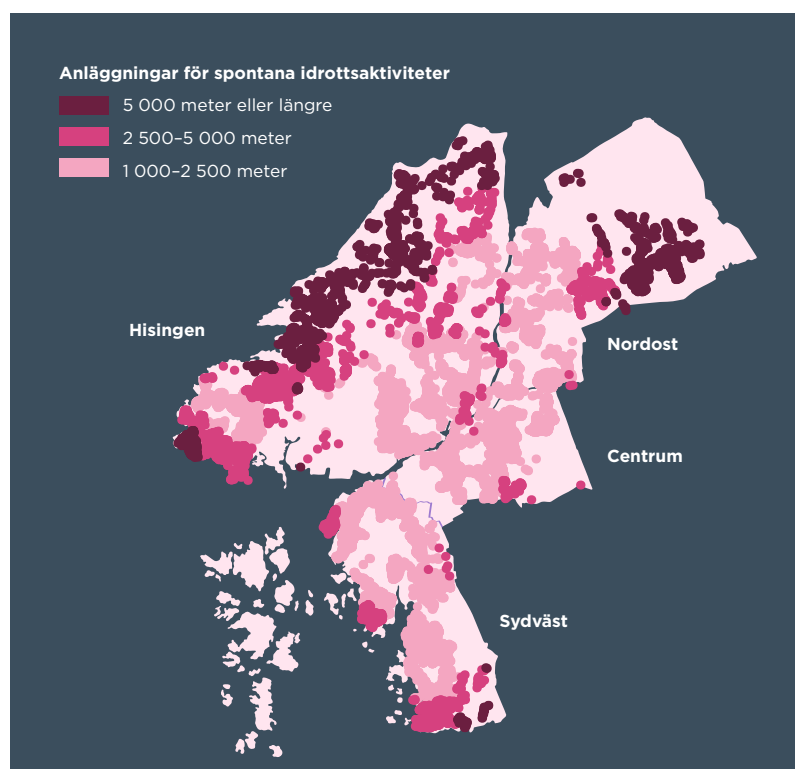 Anläggningar för spontana idrottsaktiviteter
5 000 meter eller längre
2 500–5 000 meter
1 000–2 500 meter
Hisingen
Nordost
Centrum
Sydväst